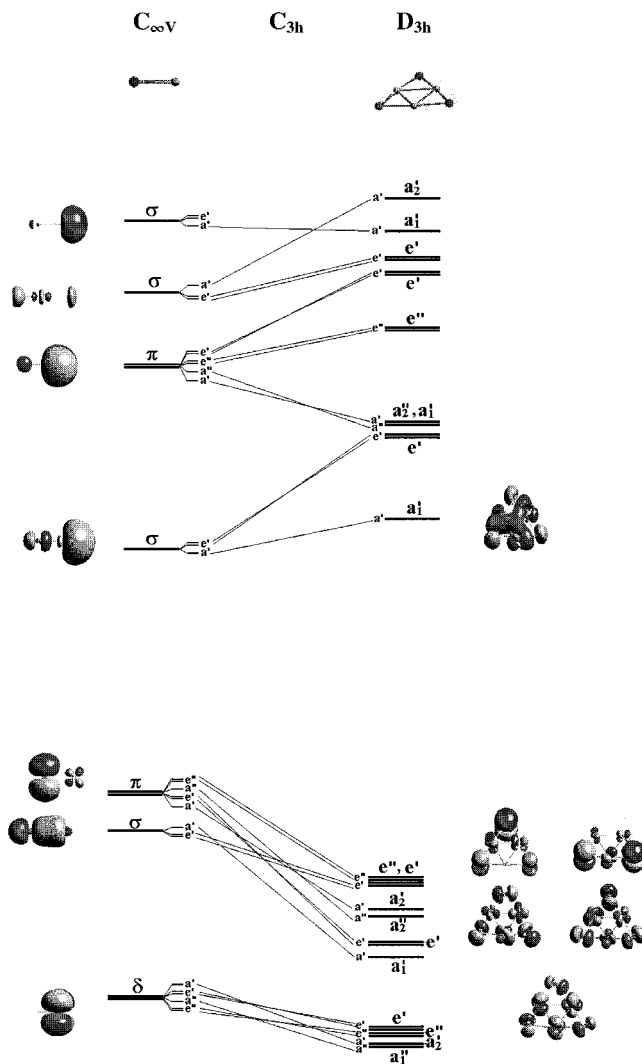 C∞V C3h D3h
σ e' a' a' a'2
a' a'1
σ a' e' e' e'
e' e'
π e' e" a" a' e" e"
a' a" a"2, a'1
e' e'
σ e' a' a' a'1
π e" a" e' a'
σ a' e' e" e' e", e'
a' a'2
a" a"2
e' e'
a' a'1
δ a' e' a" e" e' e'
e" e"
a' a'2
a" a"1